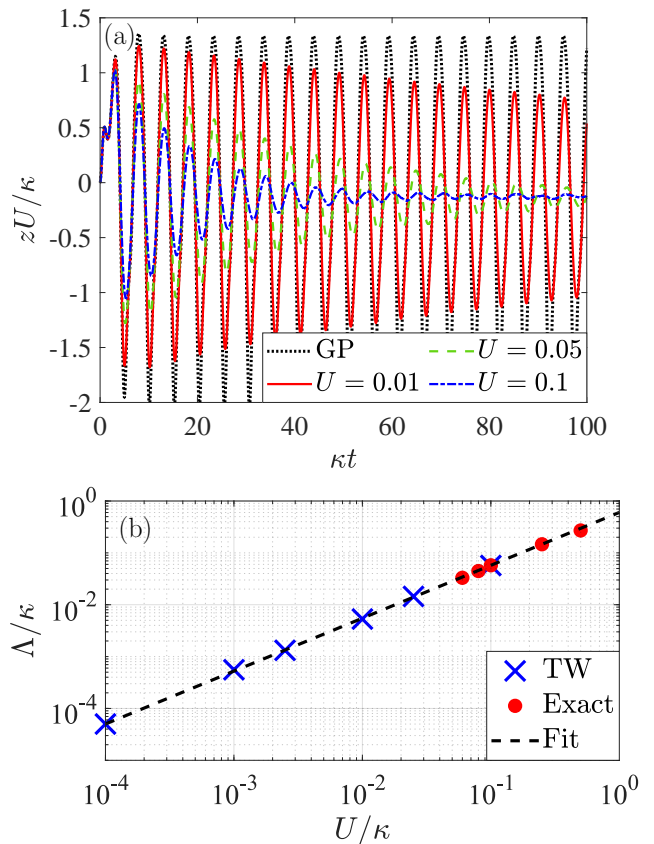 (a)
1.5
1
0.5
0
-0.5
-1
-1.5
-2
zU/κ
GP
U = 0.01
U = 0.05
U = 0.1
0 20 40 60 80 100
κt
(b)
10^0
10^-2
10^-4
Λ/κ
TW
Exact
Fit
10^-4 10^-3 10^-2 10^-1 10^0
U/κ